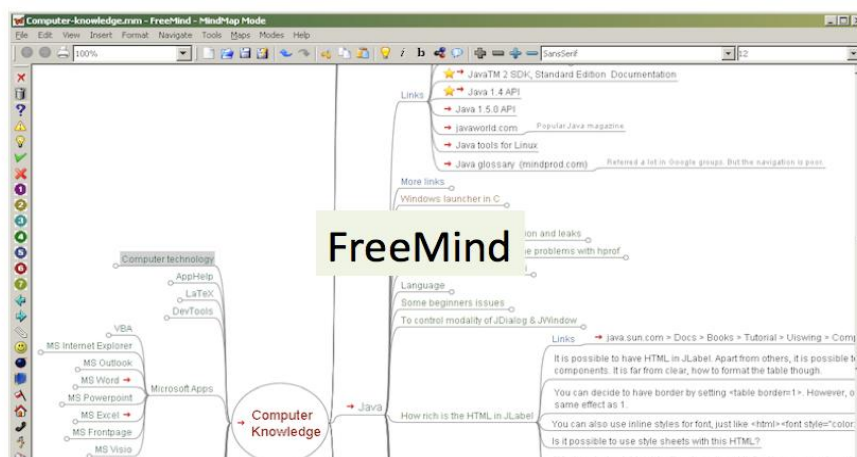 Computer-knowledge.mm - FreeMind - MindMap Mode
File Edit View Insert Format Navigate Tools Maps Modes Help
100%
SansSerif
12
JavaTM 2 SDK, Standard Edition Documentation
Links
Java 1.4 API
Java 1.5.0 API
javaworld.com Popular Java magazine
Java tools for Linux
Java glossary (mindprod.com) Referred a lot in Google groups. But the navigation is poor.
More links
Windows launcher in C
FreeMind
on and leaks
e problems with hprof
Computer technology
AppHelp
LaTeX
DevTools
Language
Some beginners issues
To control modality of JDialog & JWindow
VBA
MS Internet Explorer
MS Outlook
MS Word
MS Powerpoint
MS Excel
MS Frontpage
MS Visio
Microsoft Apps
Computer
Knowledge
Java
How rich is the HTML in JLabel
Links java.sun.com > Docs > Books > Tutorial > Uiswing > Comp
It is possible to have HTML in JLabel. Apart from others, it is possible t
components. It is far from clear, how to format the table though.
You can decide to have border by setting <table border=1>. However, o
same effect as 1.
You can also use inline styles for font, just like <html><font style="color:
Is it possible to use style sheets with this HTML?